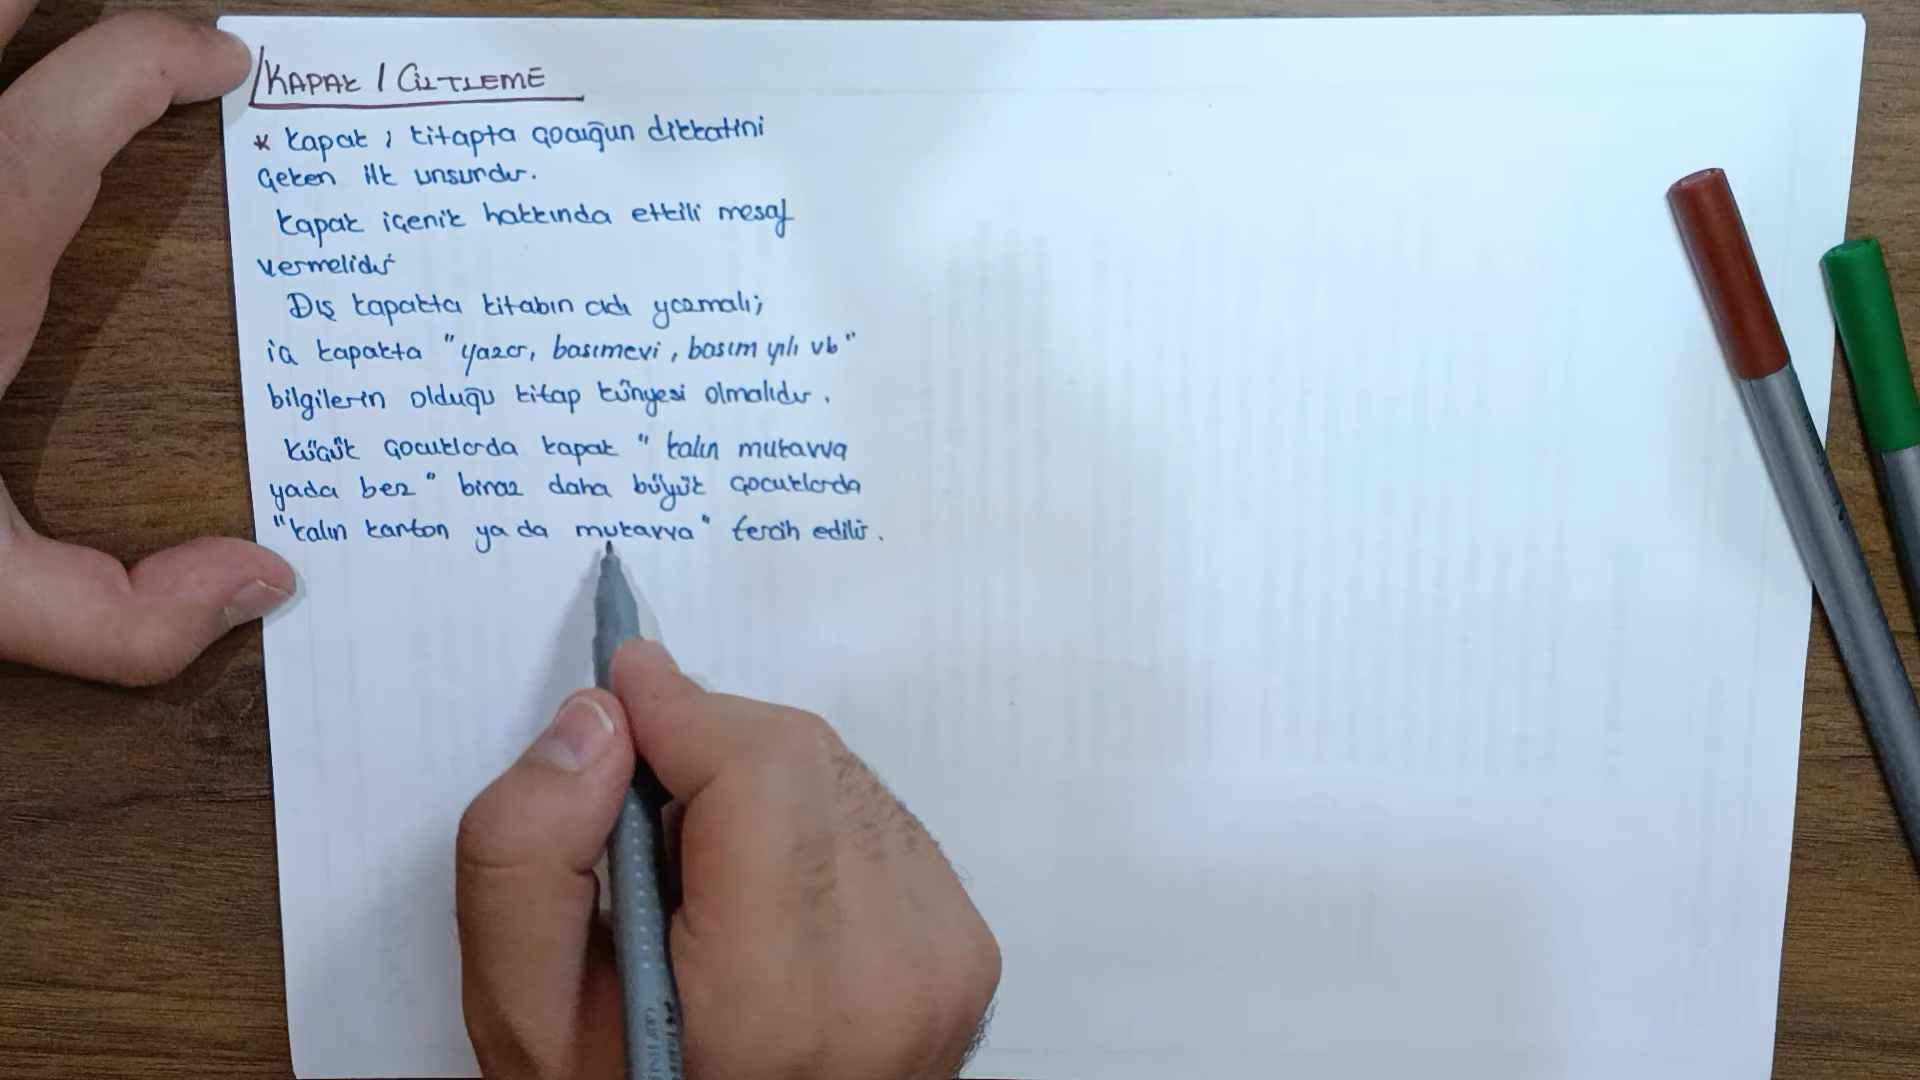 KAPAK / CİLTLEME
* Kapak; kitapta çocuğun dikkatini
çeken ilk unsurdur.
Kapak içerik hakkında etkili mesaj
vermelidir
Dış kapakta kitabın adı yazmalı;
iç kapakta "yazar, basımevi, basım yılı vb"
bilgilerin olduğu kitap künyesi olmalıdır.
Küçük çocuklarda kapak "kalın mukavva
yada bez" biraz daha büyük çocuklarda
"kalın karton ya da mukavva" tercih edilir.